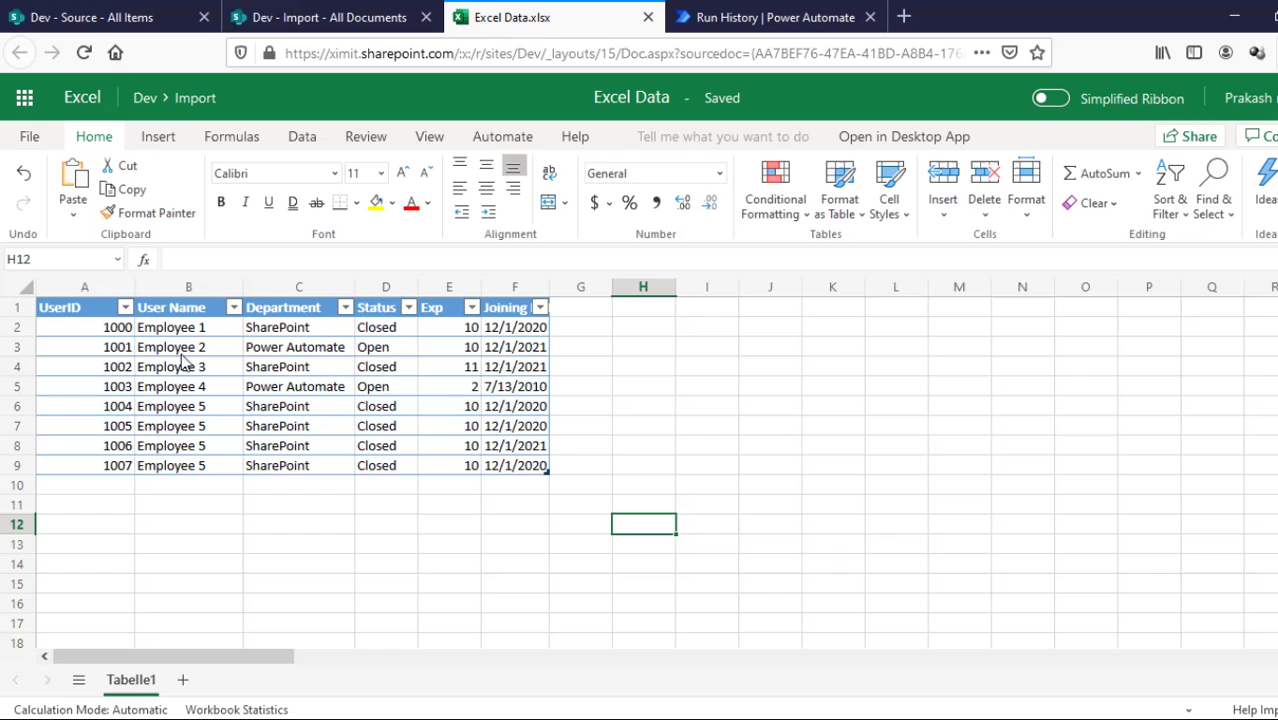 Dev - Source - All Items
Dev - Import - All Documents
Excel Data.xlsx
Run History | Power Automate
https://ximit.sharepoint.com/:x:/r/sites/Dev/_layouts/15/Doc.aspx?sourcedoc={AA7BEF76-47EA-41BD-A8B4-176
Excel
Dev > Import
Excel Data - Saved
Simplified Ribbon
Prakash
File Home Insert Formulas Data Review View Automate Help Tell me what you want to do Open in Desktop App Share Co
Paste
Cut
Copy
Format Painter
Calibri 11
B I U D ab A
ab
General
$ % , .00 .00
Conditional Formatting
Format as Table
Cell Styles
Insert
Delete
Format
AutoSum
Clear
Sort & Filter
Find & Select
Ideas
Undo Clipboard Font Alignment Number Tables Cells Editing Ideas
H12 fx
A B C D E F G H I J K L M N O P Q R
1 UserID User Name Department Status Exp Joining
2 1000 Employee 1 SharePoint Closed 10 12/1/2020
3 1001 Employee 2 Power Automate Open 10 12/1/2021
4 1002 Employee 3 SharePoint Closed 11 12/1/2021
5 1003 Employee 4 Power Automate Open 2 7/13/2010
6 1004 Employee 5 SharePoint Closed 10 12/1/2020
7 1005 Employee 5 SharePoint Closed 10 12/1/2020
8 1006 Employee 5 SharePoint Closed 10 12/1/2021
9 1007 Employee 5 SharePoint Closed 10 12/1/2020
10
11
12
13
14
15
16
17
18
Tabelle1
Calculation Mode: Automatic Workbook Statistics Help Imp